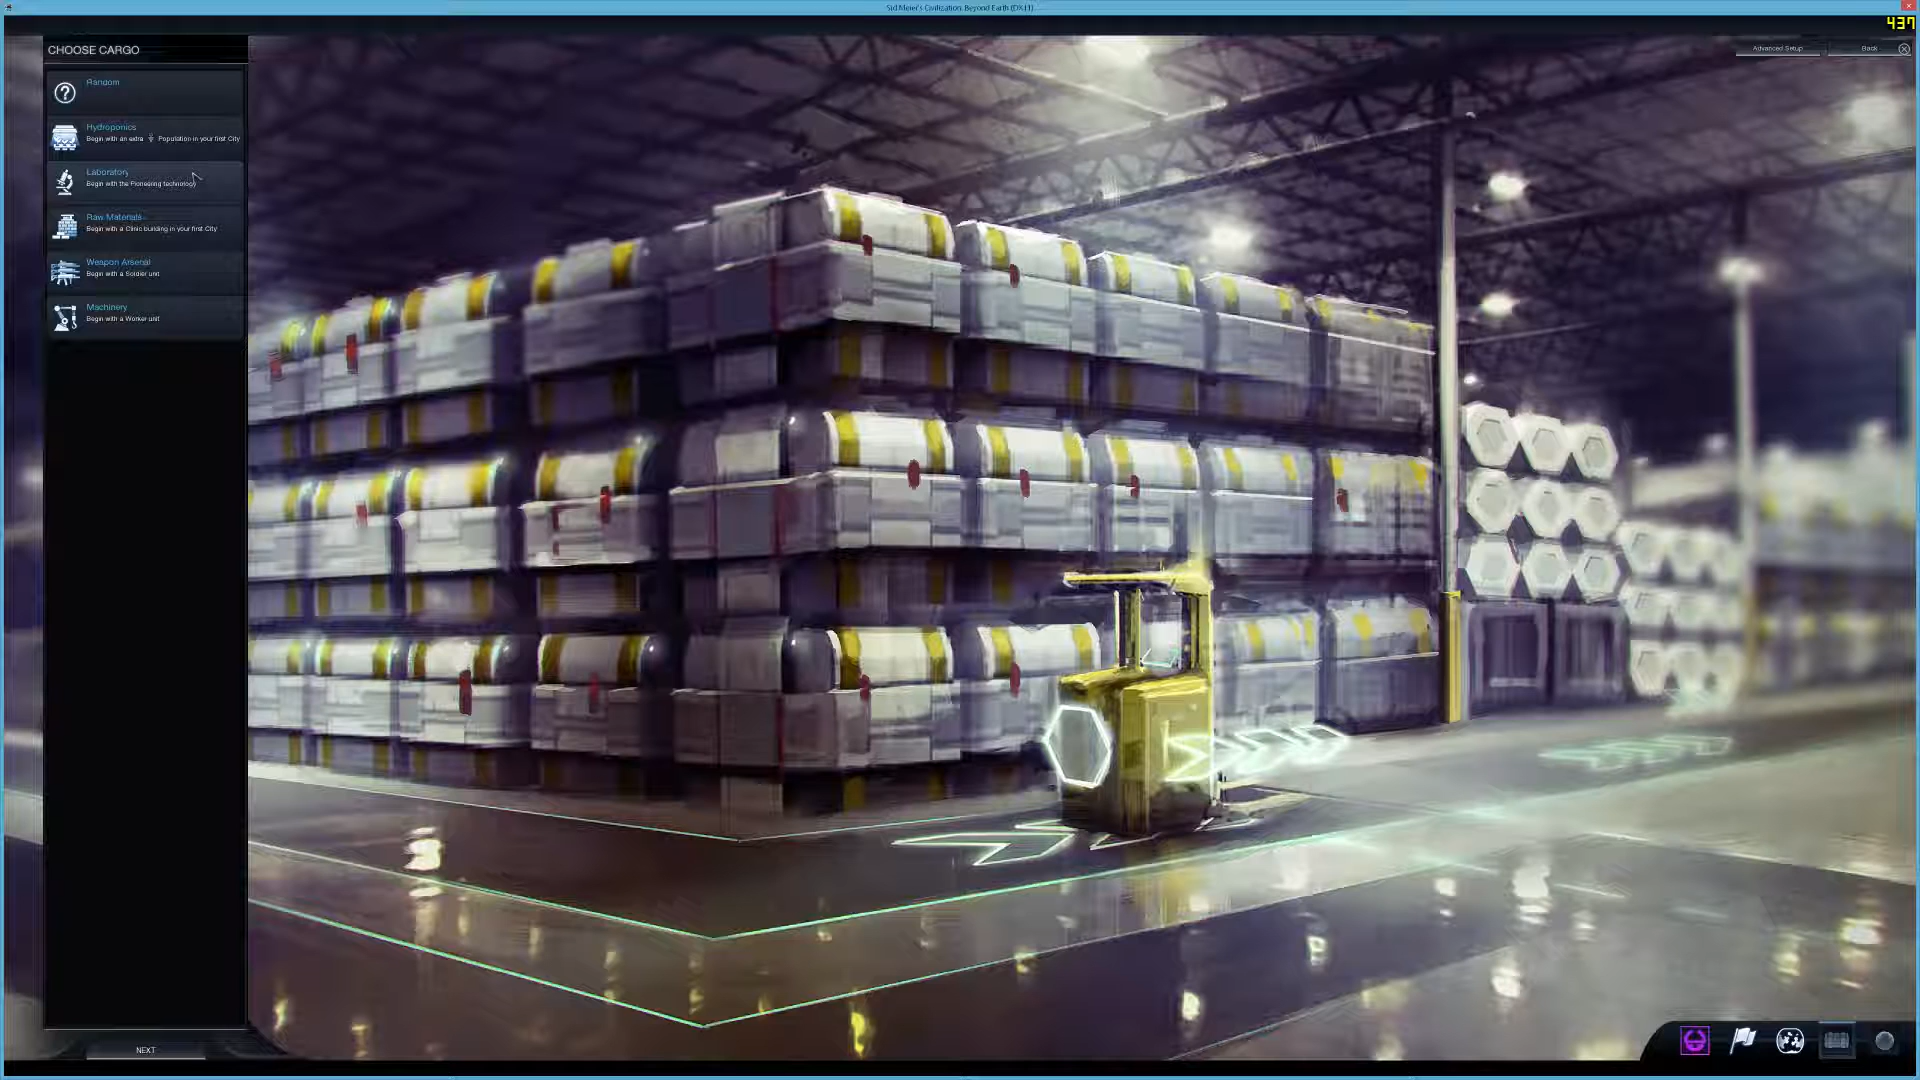 Sid Meier's Civilization: Beyond Earth (DX11)
437
CHOOSE CARGO
Advanced Setup
Back
Random
Hydroponics
Begin with an extra Population in your first City
Laboratory
Begin with the Pioneering technology
Raw Materials
Begin with a Clinic building in your first City
Weapon Arsenal
Begin with a Soldier unit
Machinery
Begin with a Worker unit
NEXT